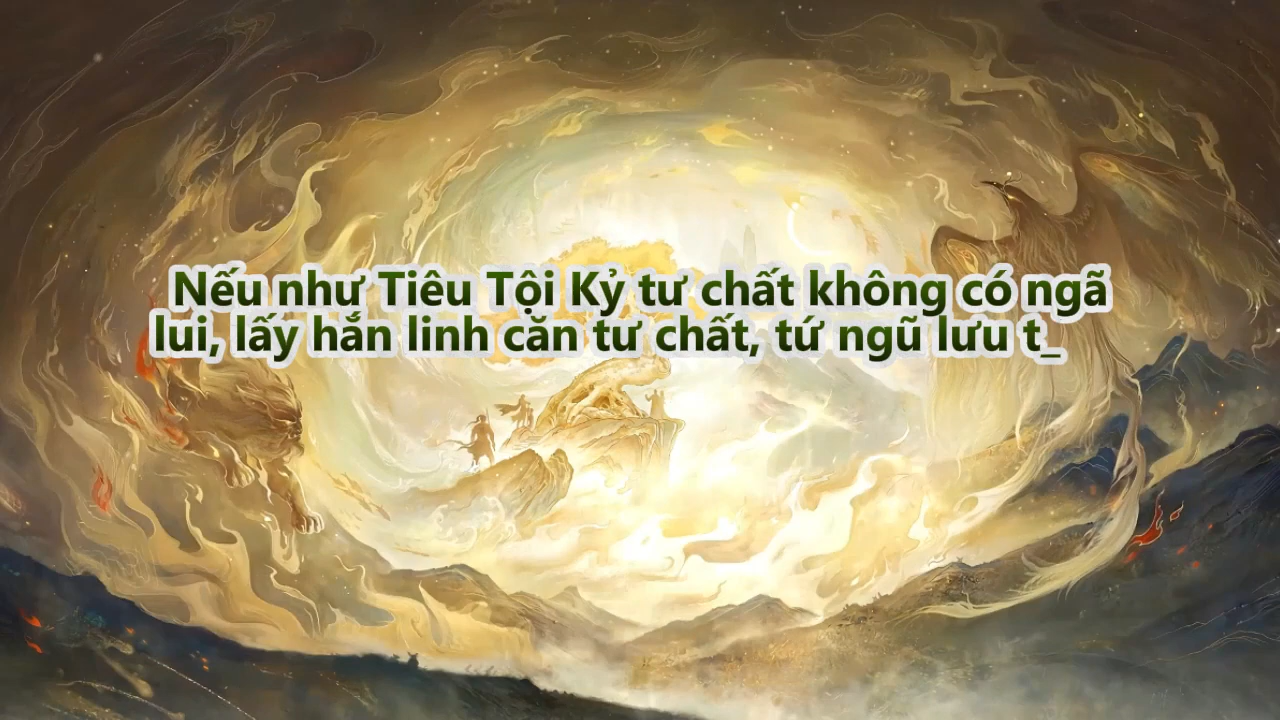 Nếu như Tiêu Tội Kỷ tư chất không có ngã
lui, lấy hắn linh căn tư chất, tứ ngũ lưu t_